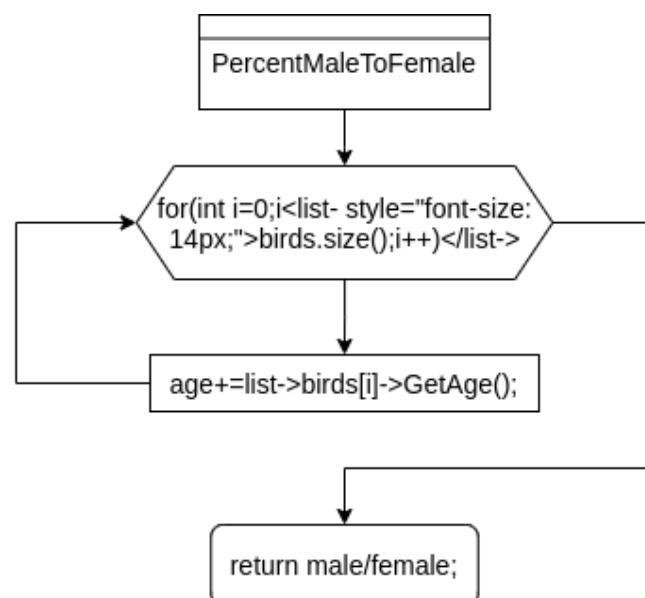 PercentMaleToFemale
for(int i=0;i<list- style="font-size:
14px;">birds.size();i++)</list->
age+=list->birds[i]->GetAge();
return male/female;